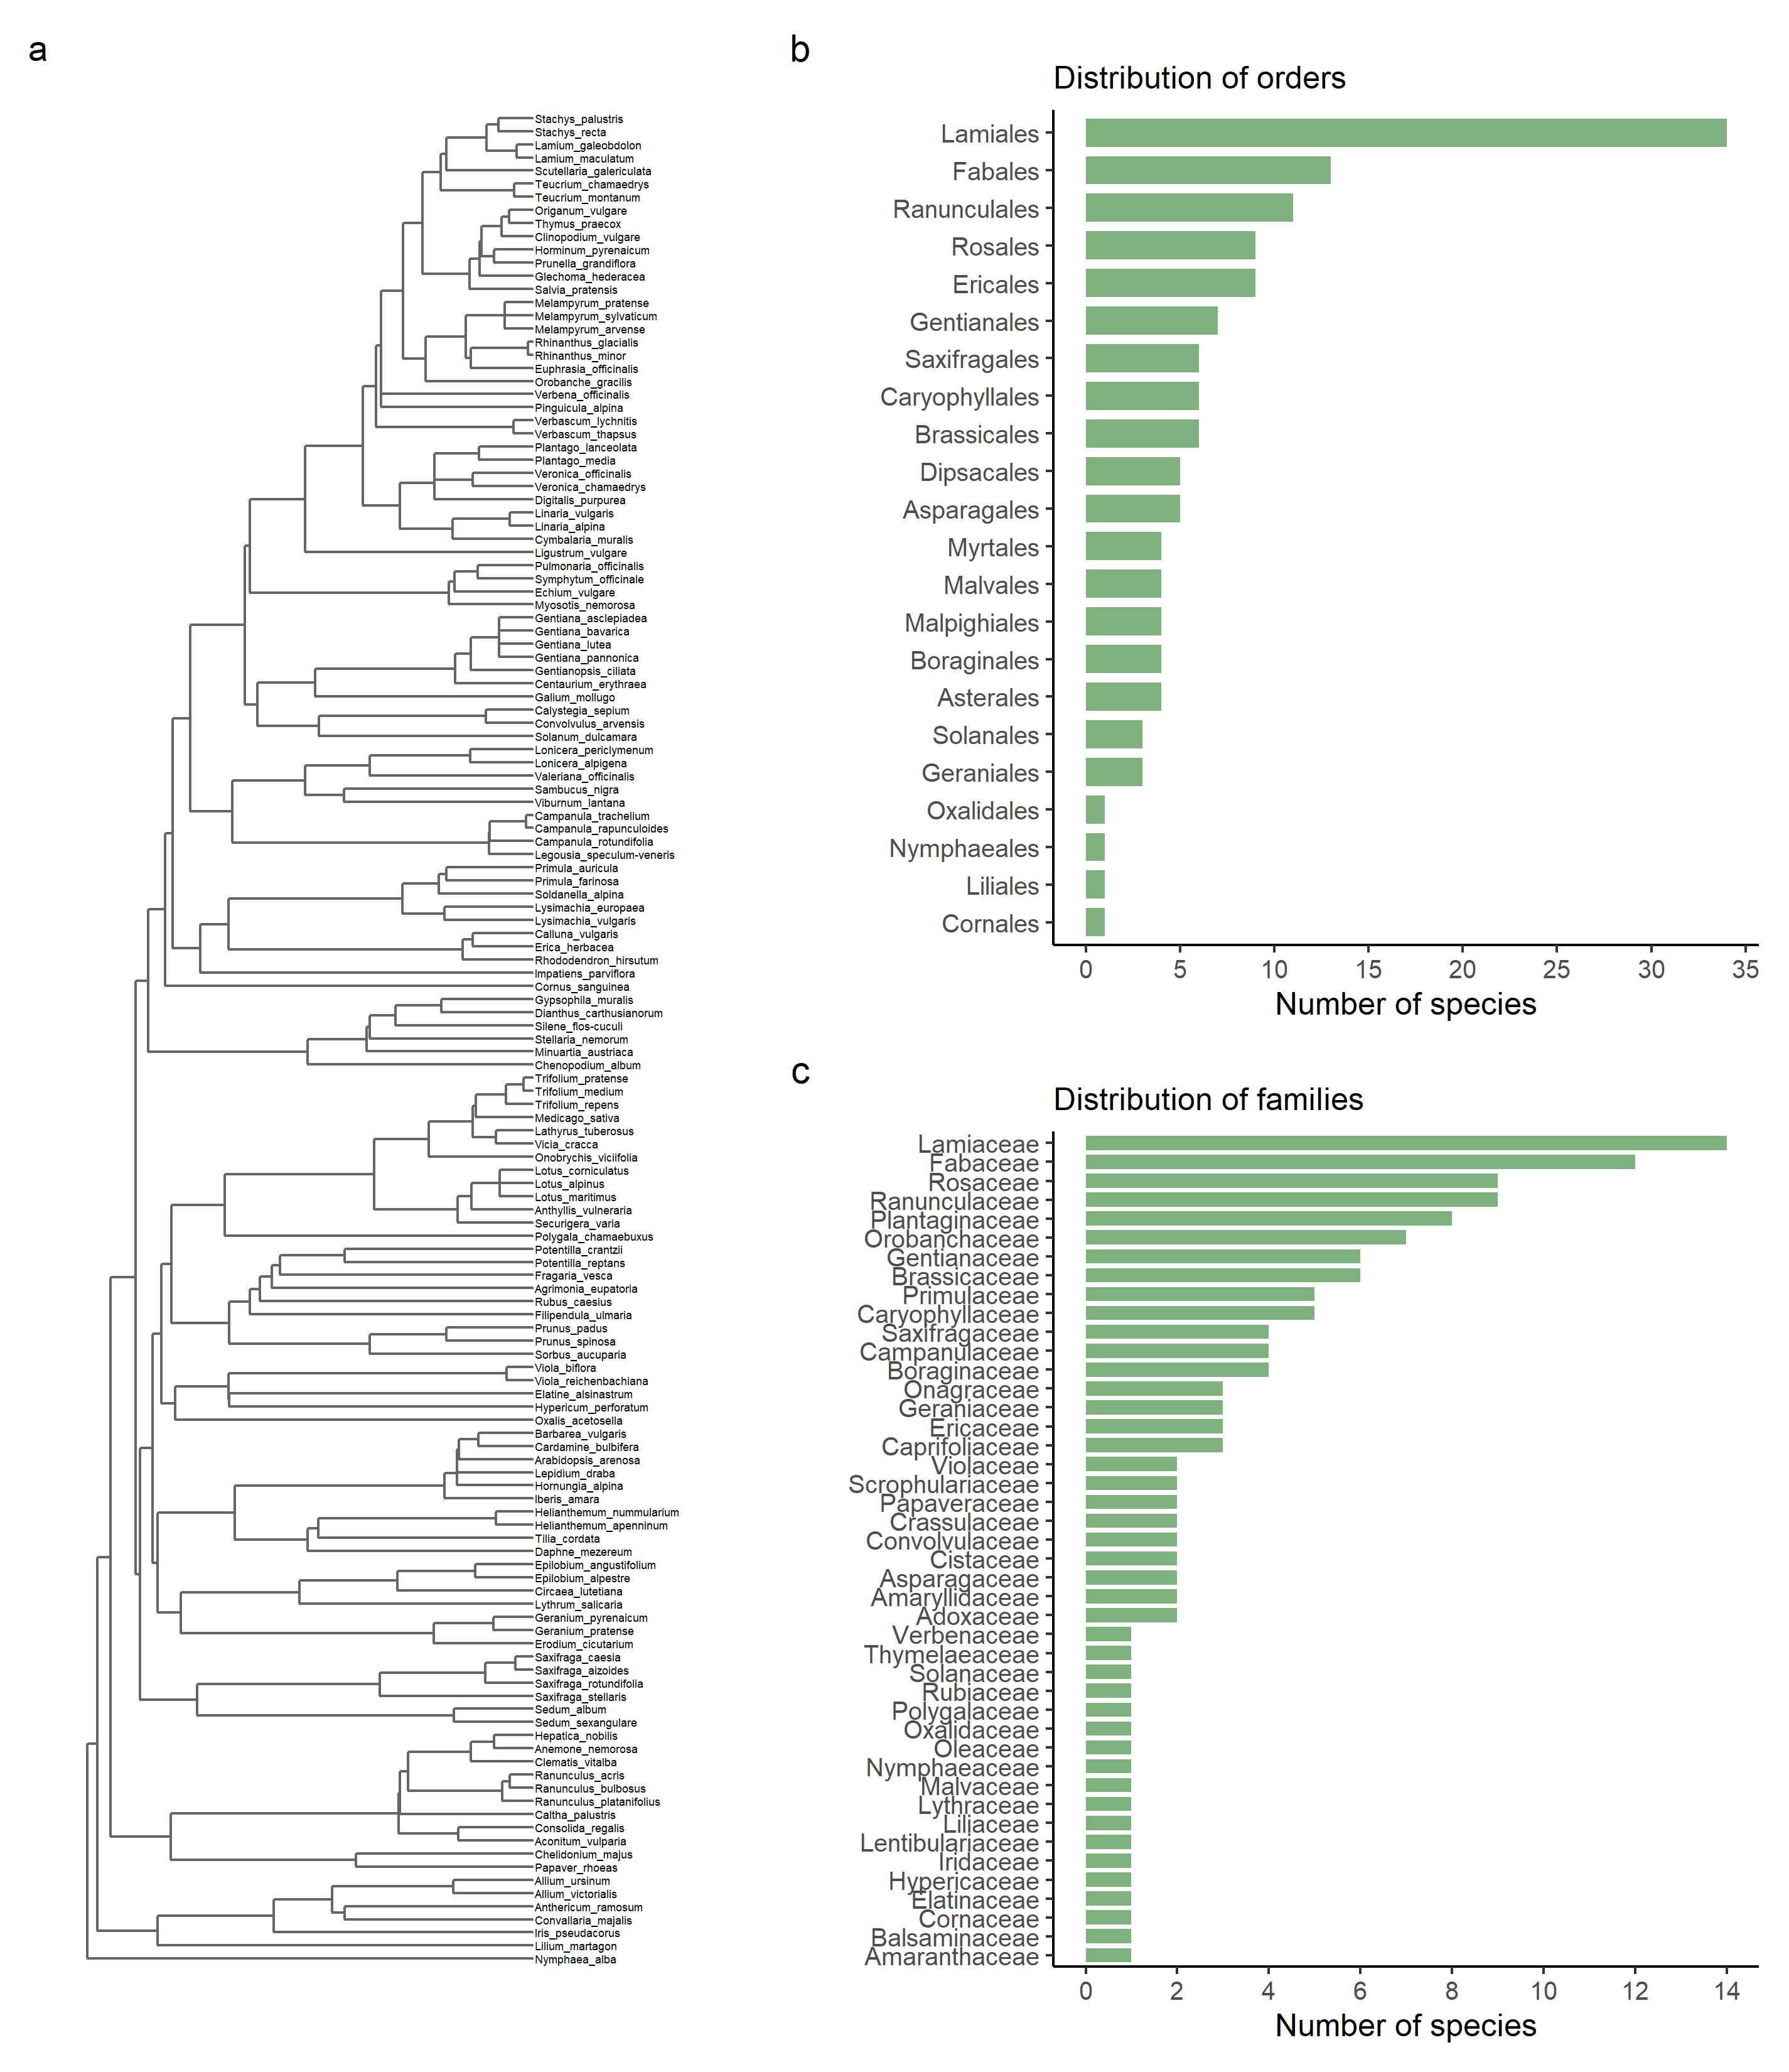 a
Stachys_palustris
Stachys_recta
Lamium_galeobdolon
Lamium_maculatum
Scutellaria_galericulata
Teucrium_chamaedrys
Teucrium_montanum
Origanum_vulgare
Thymus_praecox
Clinopodium_vulgare
Horminum_pyrenaicum
Prunella_grandiflora
Glechoma_hederacea
Salvia_pratensis
Melampyrum_pratense
Melampyrum_sylvaticum
Melampyrum_arvense
Rhinanthus_glacialis
Rhinanthus_minor
Euphrasia_officinalis
Orobanche_gracilis
Verbena_officinalis
Pinguicula_alpina
Verbascum_lychnitis
Verbascum_thapsus
Plantago_lanceolata
Plantago_media
Veronica_officinalis
Veronica_chamaedrys
Digitalis_purpurea
Linaria_vulgaris
Linaria_alpina
Cymbalaria_muralis
Ligustrum_vulgare
Pulmonaria_officinalis
Symphytum_officinale
Echium_vulgare
Myosotis_nemorosa
Gentiana_asclepiadea
Gentiana_bavarica
Gentiana_lutea
Gentiana_pannonica
Gentianopsis_ciliata
Centaurium_erythraea
Galium_mollugo
Calystegia_sepium
Convolvulus_arvensis
Solanum_dulcamara
Lonicera_periclymenum
Lonicera_alpigena
Valeriana_officinalis
Sambucus_nigra
Viburnum_lantana
Campanula_trachelium
Campanula_rapunculoides
Campanula_rotundifolia
Legousia_speculum-veneris
Primula_auricula
Primula_farinosa
Soldanella_alpina
Lysimachia_europaea
Lysimachia_vulgaris
Calluna_vulgaris
Erica_herbacea
Rhododendron_hirsutum
Impatiens_parviflora
Cornus_sanguinea
Gypsophila_muralis
Dianthus_carthusianorum
Silene_flos-cuculi
Stellaria_nemorum
Minuartia_austriaca
Chenopodium_album
Trifolium_pratense
Trifolium_medium
Trifolium_repens
Medicago_sativa
Lathyrus_tuberosus
Vicia_cracca
Onobrychis_viciifolia
Lotus_corniculatus
Lotus_alpinus
Lotus_maritimus
Anthyllis_vulneraria
Securigera_varia
Polygala_chamaebuxus
Potentilla_crantzii
Potentilla_reptans
Fragaria_vesca
Agrimonia_eupatoria
Rubus_caesius
Filipendula_ulmaria
Prunus_padus
Prunus_spinosa
Sorbus_aucuparia
Viola_biflora
Viola_reichenbachiana
Elatine_alsinastrum
Hypericum_perforatum
Oxalis_acetosella
Barbarea_vulgaris
Cardamine_bulbifera
Arabidopsis_arenosa
Lepidium_draba
Hornungia_alpina
Iberis_amara
Helianthemum_nummularium
Helianthemum_apenninum
Tilia_cordata
Daphne_mezereum
Epilobium_angustifolium
Epilobium_alpestre
Circaea_lutetiana
Lythrum_salicaria
Geranium_pyrenaicum
Geranium_pratense
Erodium_cicutarium
Saxifraga_caesia
Saxifraga_aizoides
Saxifraga_rotundifolia
Saxifraga_stellaris
Sedum_album
Sedum_sexangulare
Hepatica_nobilis
Anemone_nemorosa
Clematis_vitalba
Ranunculus_acris
Ranunculus_bulbosus
Ranunculus_platanifolius
Caltha_palustris
Consolida_regalis
Aconitum_vulparia
Chelidonium_majus
Papaver_rhoeas
Allium_ursinum
Allium_victorialis
Anthericum_ramosum
Convallaria_majalis
Iris_pseudacorus
Lilium_martagon
Nymphaea_alba
b
Distribution of orders
Lamiales
Fabales
Ranunculales
Rosales
Ericales
Gentianales
Saxifragales
Caryophyllales
Brassicales
Dipsacales
Asparagales
Myrtales
Malvales
Malpighiales
Boraginales
Asterales
Solanales
Geraniales
Oxalidales
Nymphaeales
Liliales
Cornales
0 5 10 15 20 25 30 35
Number of species
c
Distribution of families
Lamiaceae
Fabaceae
Rosaceae
Ranunculaceae
Plantaginaceae
Orobanchaceae
Gentianaceae
Brassicaceae
Primulaceae
Caryophyllaceae
Saxifragaceae
Campanulaceae
Boraginaceae
Onagraceae
Geraniaceae
Ericaceae
Caprifoliaceae
Violaceae
Scrophulariaceae
Papaveraceae
Crassulaceae
Convolvulaceae
Cistaceae
Asparagaceae
Amaryllidaceae
Adoxaceae
Verbenaceae
Thymelaeaceae
Solanaceae
Rubiaceae
Polygalaceae
Oxalidaceae
Oleaceae
Nymphaeaceae
Malvaceae
Lythraceae
Liliaceae
Lentibulariaceae
Iridaceae
Hypericaceae
Elatinaceae
Cornaceae
Balsaminaceae
Amaranthaceae
0 2 4 6 8 10 12 14
Number of species